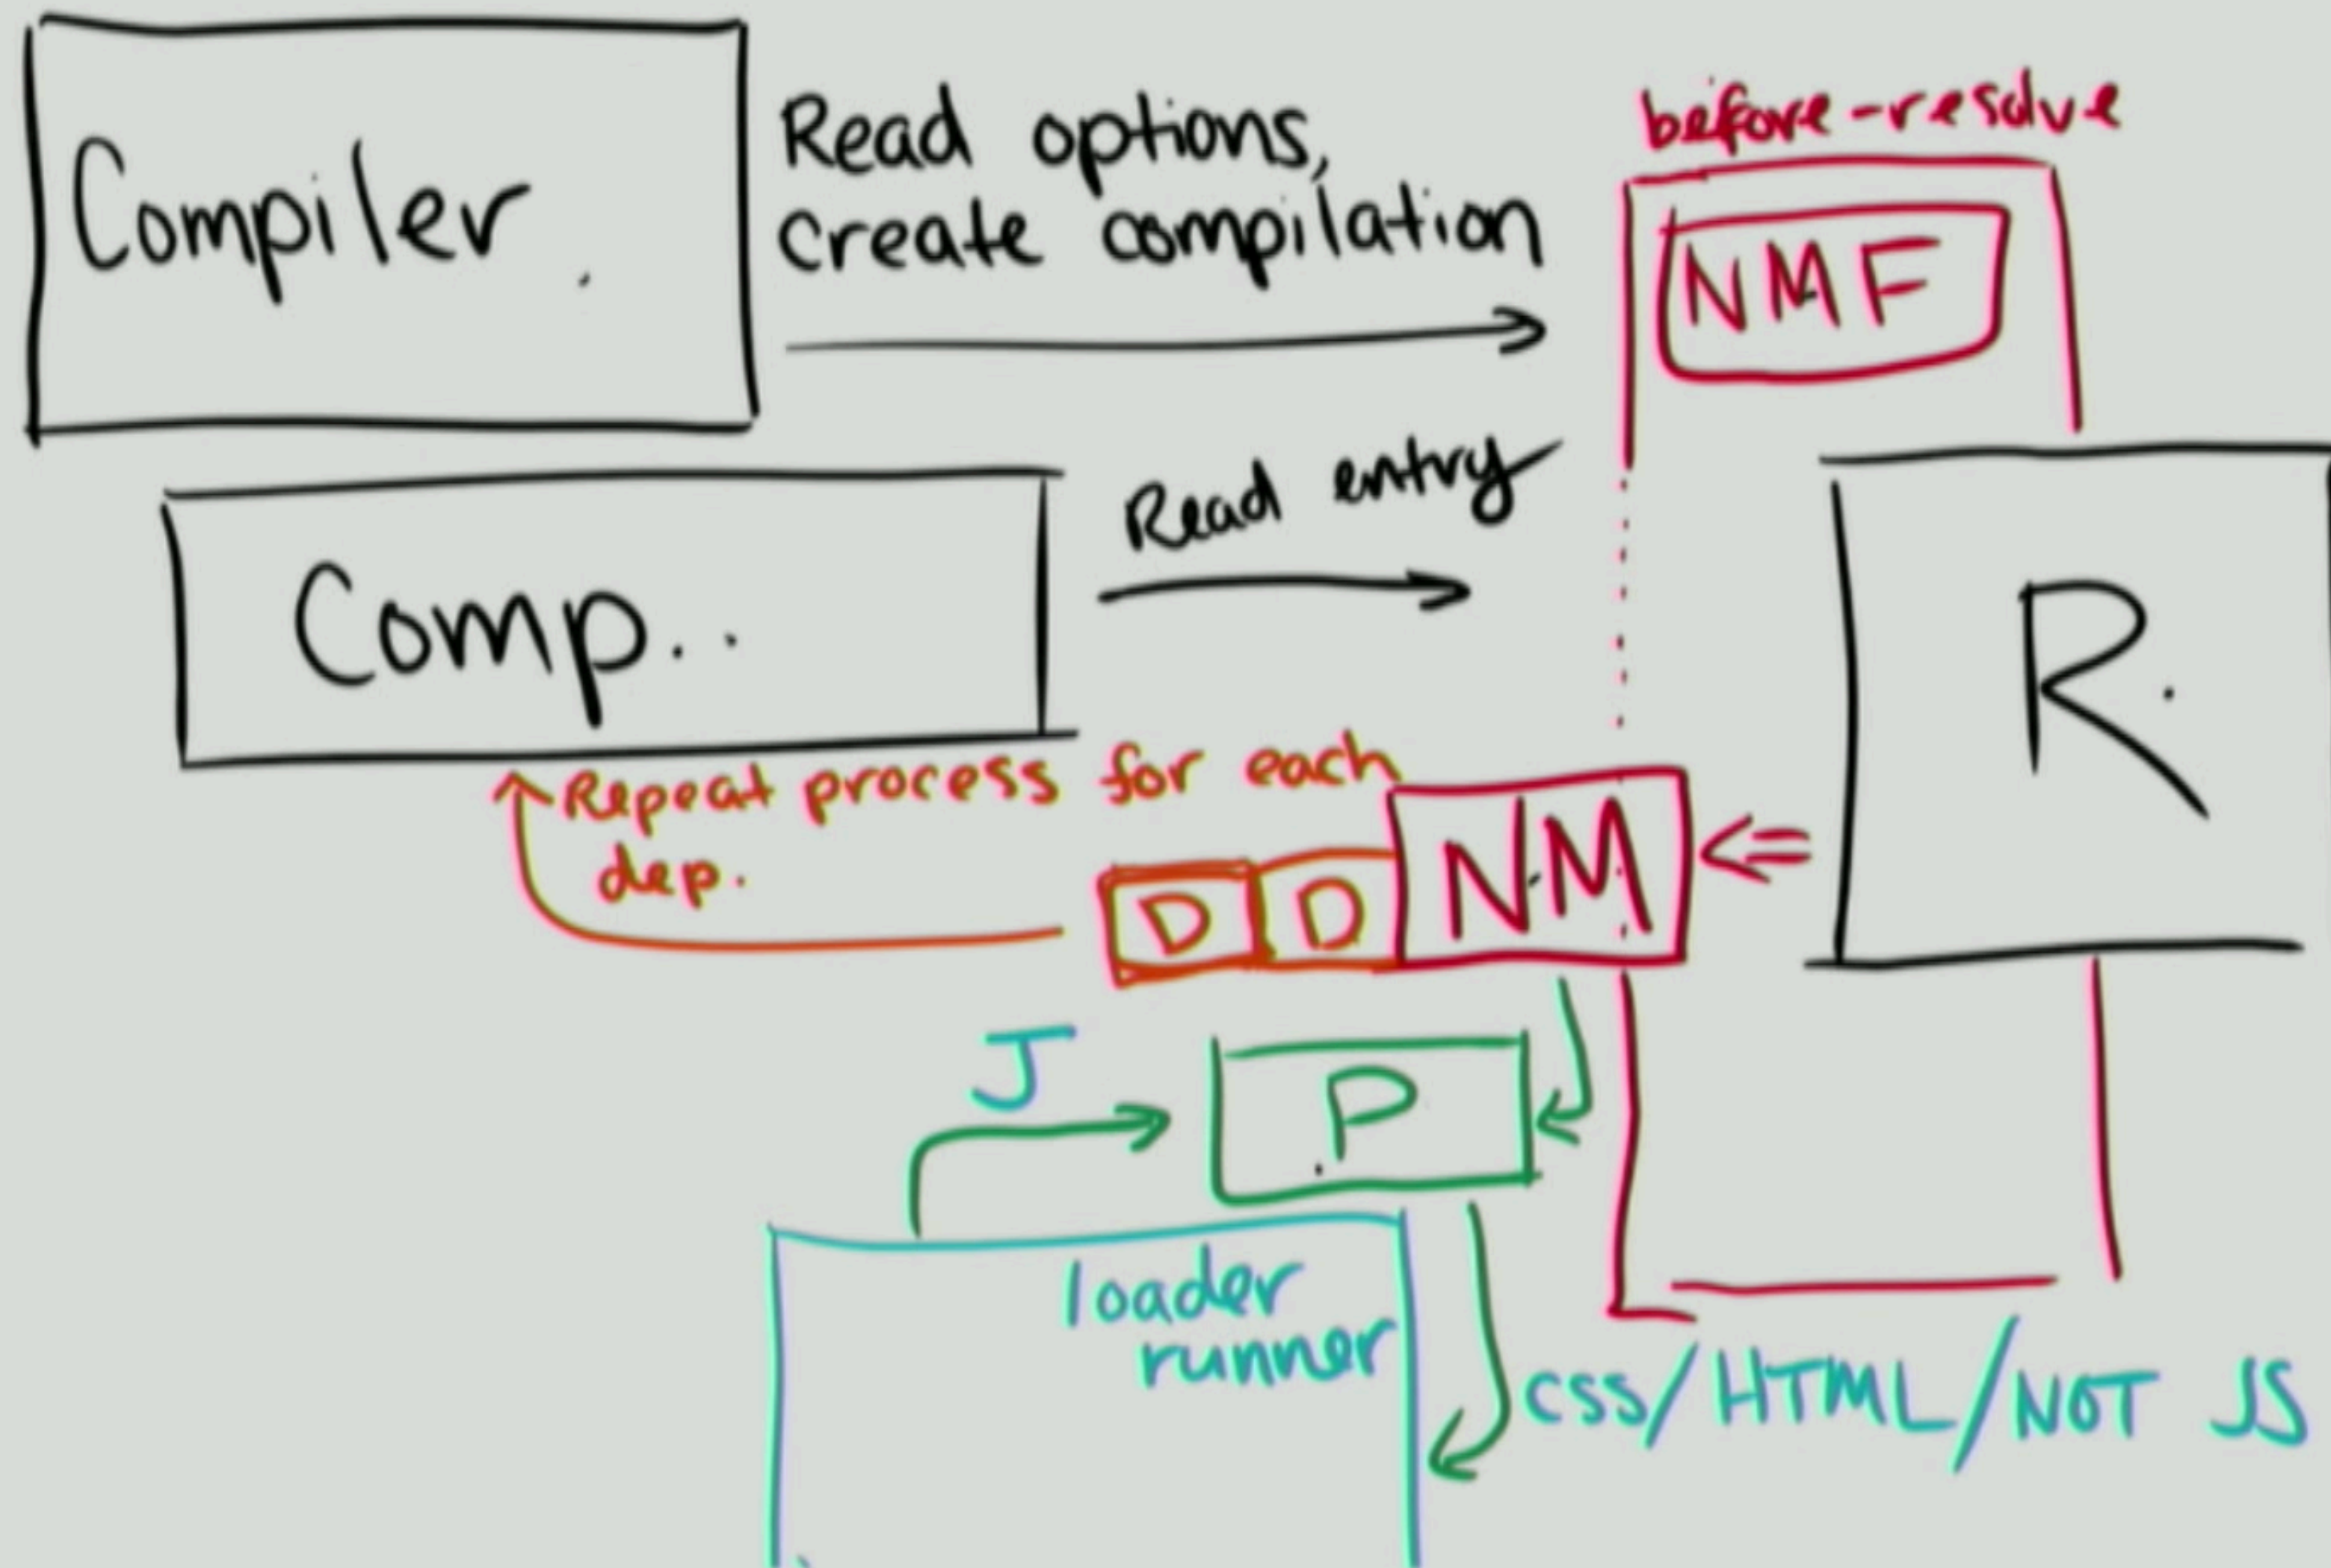 Compiler
Read options,
create compilation
before-resolve
NMF
Comp..
Read entry
R.
Repeat process for each
dep.
D D NM
J
P
loader
runner
CSS/HTML/NOT JS